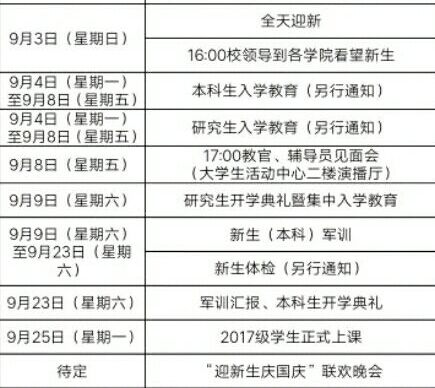 9月3日（星期日）
全天迎新
16:00校领导到各学院看望新生
9月4日（星期一）
至9月8日（星期五）
本科生入学教育（另行通知）
9月4日（星期一）
至9月8日（星期五）
研究生入学教育（另行通知）
9月8日（星期五）
17:00教官、辅导员见面会
（大学生活动中心二楼演播厅）
9月9日（星期六）
研究生开学典礼暨集中入学教育
9月9日（星期六）
至9月23日（星期
六）
新生（本科）军训
新生体检（另行通知）
9月23日（星期六）
军训汇报、本科生开学典礼
9月25日（星期一）
2017级学生正式上课
待定
“迎新生庆国庆”联欢晚会